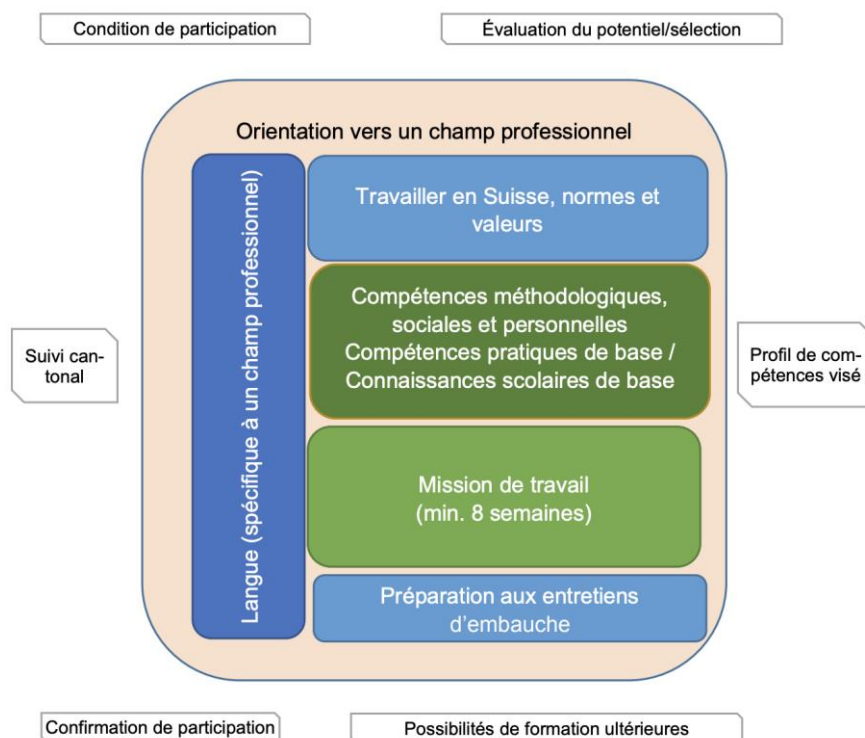 Condition de participation
Évaluation du potentiel/sélection
Orientation vers un champ professionnel
Langue (spécifique à un champ professionnel)
Travailler en Suisse, normes et
valeurs
Compétences méthodologiques,
sociales et personnelles
Compétences pratiques de base /
Connaissances scolaires de base
Suivi can-
tonal
Profil de com-
pétences visé
Mission de travail
(min. 8 semaines)
Préparation aux entretiens
d'embauche
Confirmation de participation
Possibilités de formation ultérieures